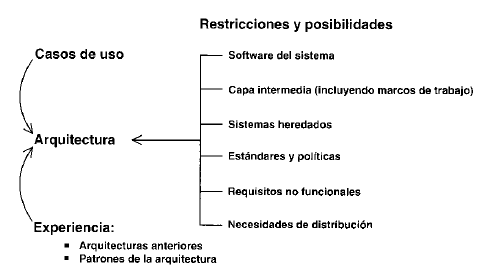 Restricciones y posibilidades
Casos de uso
Software del sistema
Capa intermedia (incluyendo marcos de trabajo)
Sistemas heredados
Arquitectura
Estándares y políticas
Requisitos no funcionales
Necesidades de distribución
Experiencia:
Arquitecturas anteriores
Patrones de la arquitectura